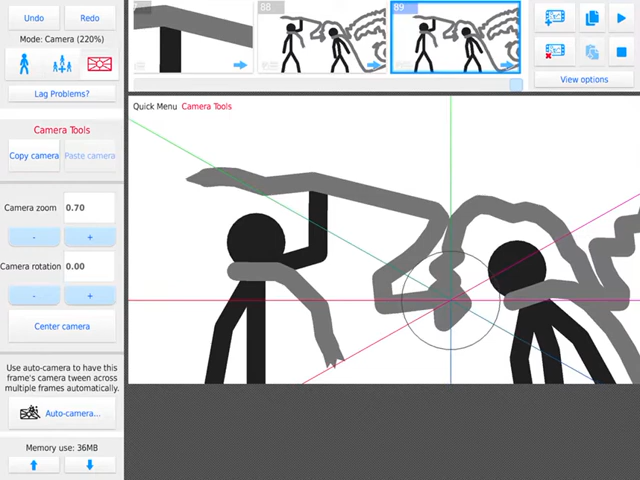 Undo
Redo
Mode: Camera (220%)
Lag Problems?
Camera Tools
Copy camera
Paste camera
Camera zoom
0.70
-
+
Camera rotation
0.00
-
+
Center camera
Use auto-camera to have this
frame's camera tween across
multiple frames automatically.
Auto-camera...
Memory use: 36MB
88
89
View options
Quick Menu
Camera Tools